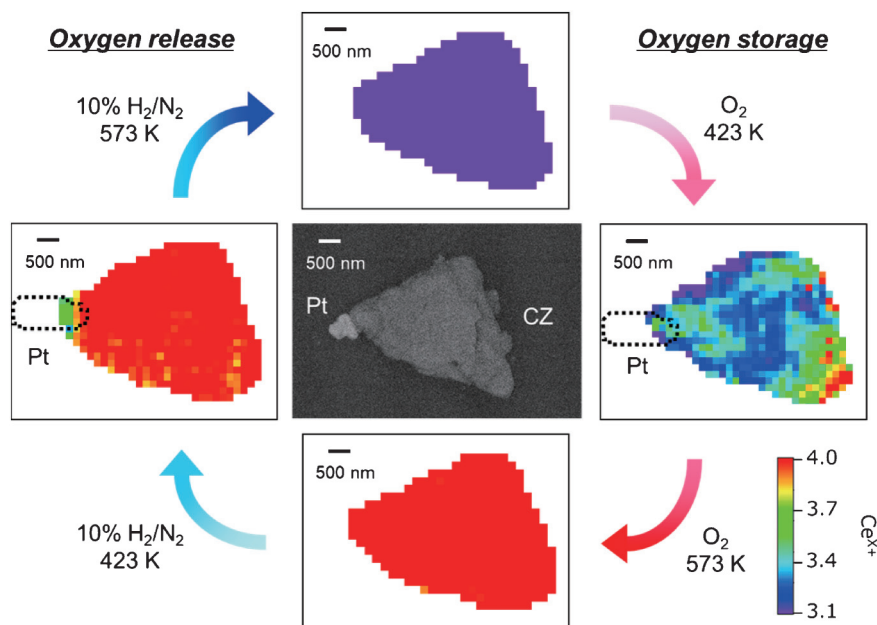 Oxygen release
500 nm
Oxygen storage
10% H₂/N₂
573 K
O₂
423 K
500 nm
Pt
500 nm
Pt
CZ
500 nm
Pt
10% H₂/N₂
423 K
500 nm
O₂
573 K
4.0
3.7
3.4
3.1
Ceˣ⁺